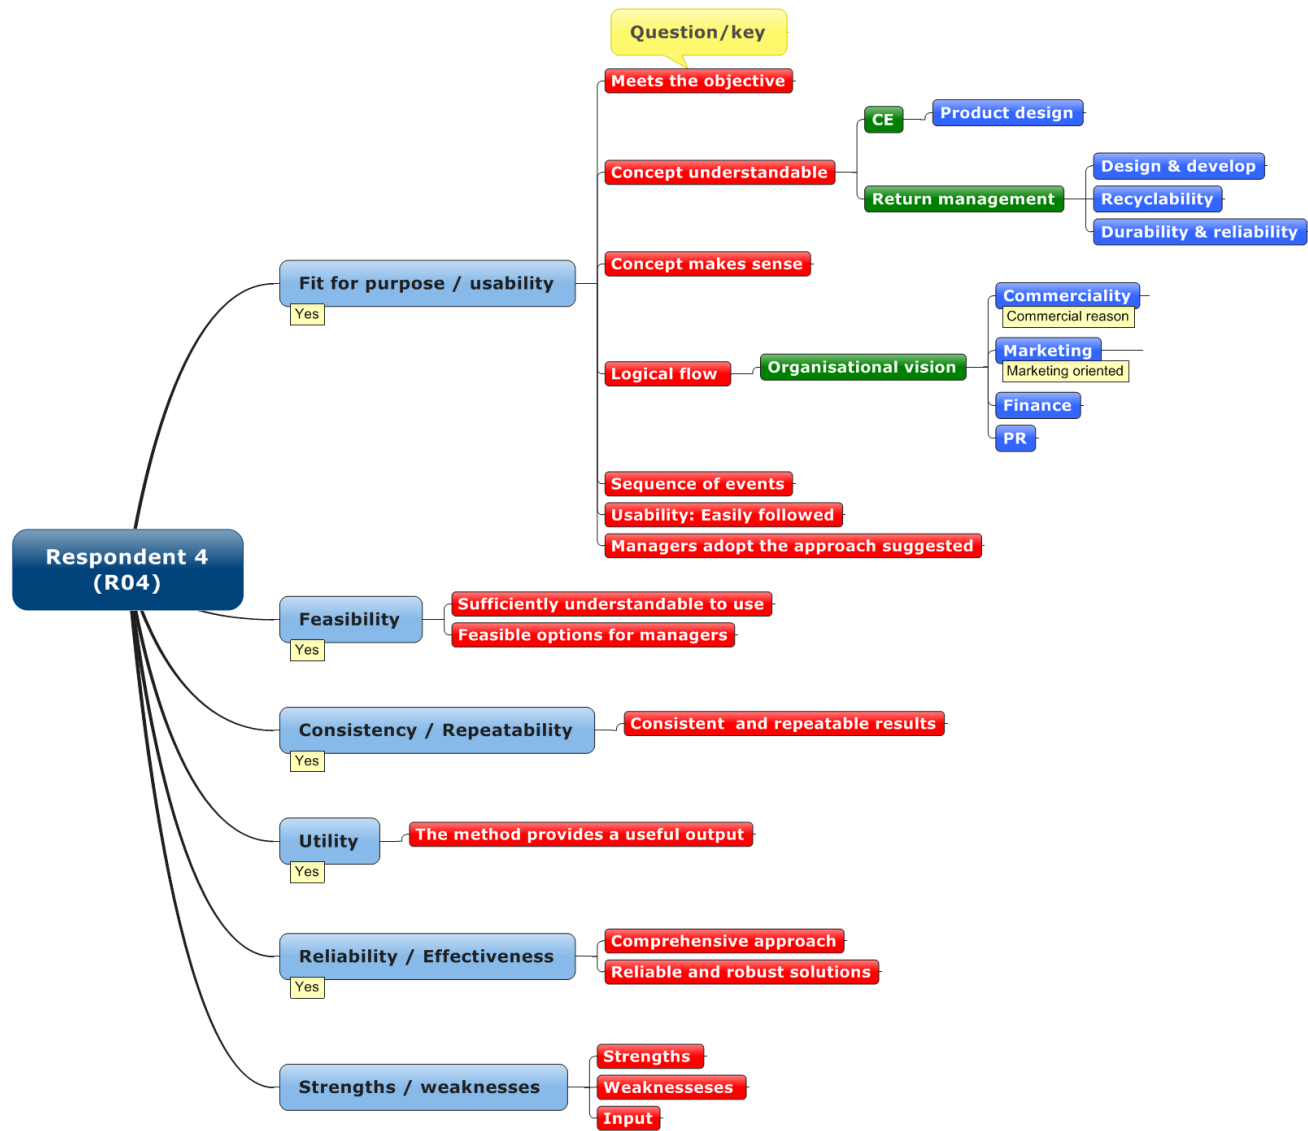 Question/key
Meets the objective
CE
Product design
Concept understandable
Design & develop
Return management
Recyclability
Durability & reliability
Concept makes sense
Fit for purpose / usability
Yes
Commerciality
Commercial reason
Marketing
Marketing oriented
Logical flow
Organisational vision
Finance
PR
Sequence of events
Usability: Easily followed
Managers adopt the approach suggested
Respondent 4
(R04)
Feasibility
Yes
Sufficiently understandable to use
Feasible options for managers
Consistency / Repeatability
Yes
Consistent  and repeatable results
Utility
Yes
The method provides a useful output
Reliability / Effectiveness
Yes
Comprehensive approach
Reliable and robust solutions
Strengths / weaknesses
Strengths
Weaknesseses
Input